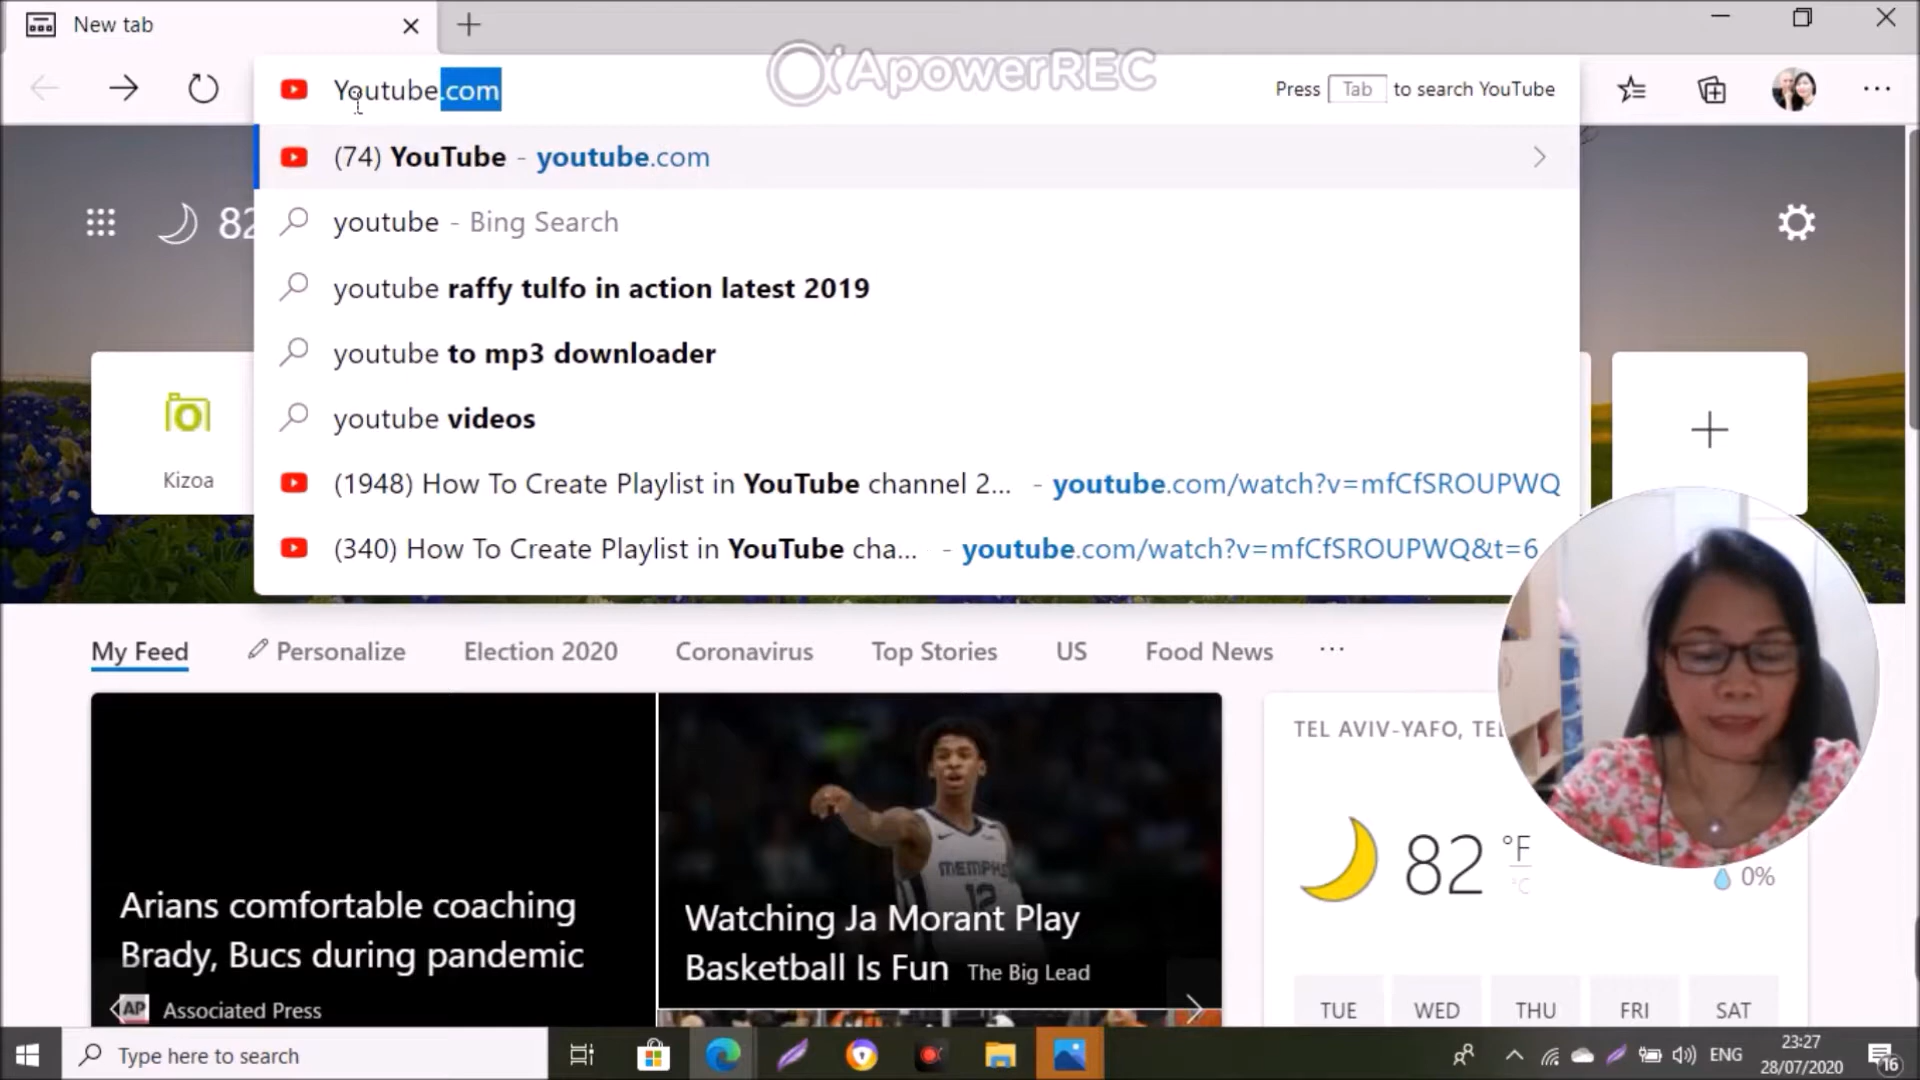 New tab
ApowerREC
Youtube.com
Press Tab to search YouTube
(74) YouTube - youtube.com
youtube - Bing Search
youtube raffy tulfo in action latest 2019
youtube to mp3 downloader
youtube videos
(1948) How To Create Playlist in YouTube channel 2... - youtube.com/watch?v=mfCfSROUPWQ
(340) How To Create Playlist in YouTube cha... - youtube.com/watch?v=mfCfSROUPWQ&t=6
82
Kizoa
My Feed
Personalize
Election 2020
Coronavirus
Top Stories
US
Food News
...
Arians comfortable coaching
Brady, Bucs during pandemic
AP Associated Press
MEMPHIS
12
Watching Ja Morant Play
Basketball Is Fun The Big Lead
TEL AVIV-YAFO, TEL
82 °F
°C
0%
TUE WED THU FRI SAT
Type here to search
ENG
23:27
28/07/2020
16